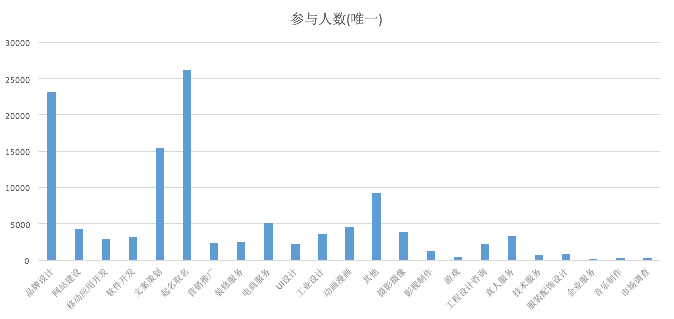 参与人数(唯一)
30000
25000
20000
15000
10000
5000
0
品牌设计
网站建设
移动应用开发
软件开发
文案策划
起名取名
营销推广
装修服务
电商服务
UI设计
工业设计
动画漫画
其他
摄影摄像
影视制作
游戏
工程设计咨询
真人服务
技术服务
服装配饰设计
企业服务
音乐制作
市场调查